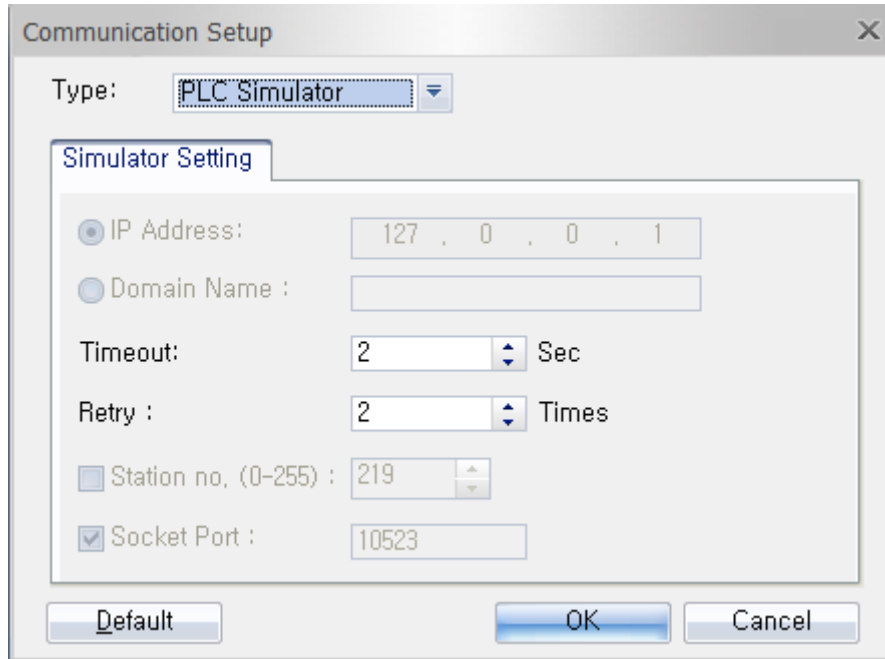 Communication Setup
Type: PLC Simulator
Simulator Setting
IP Address: 127 . 0 . 0 . 1
Domain Name :
Timeout: 2 Sec
Retry : 2 Times
Station no, (0-255) : 219
Socket Port : 10523
Default OK Cancel